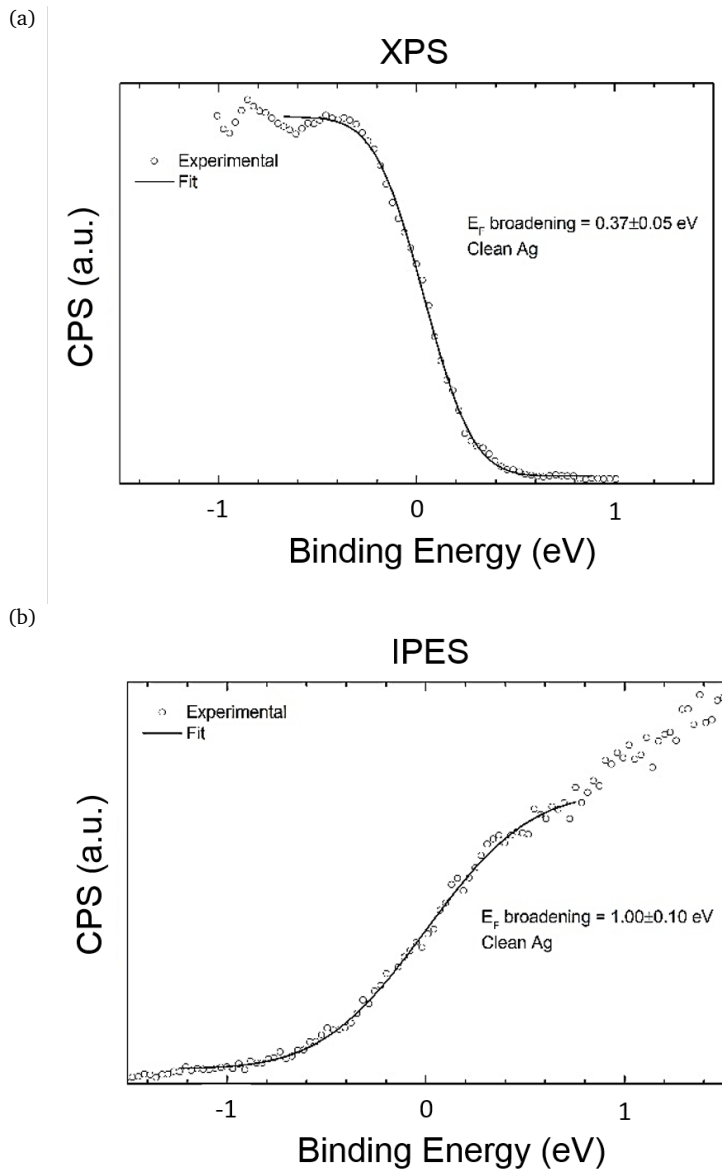 (a)
XPS
Experimental
Fit
E_F broadening = 0.37±0.05 eV
Clean Ag
CPS (a.u.)
-1 0 1
Binding Energy (eV)
(b)
IPES
Experimental
Fit
E_F broadening = 1.00±0.10 eV
Clean Ag
CPS (a.u.)
-1 0 1
Binding Energy (eV)